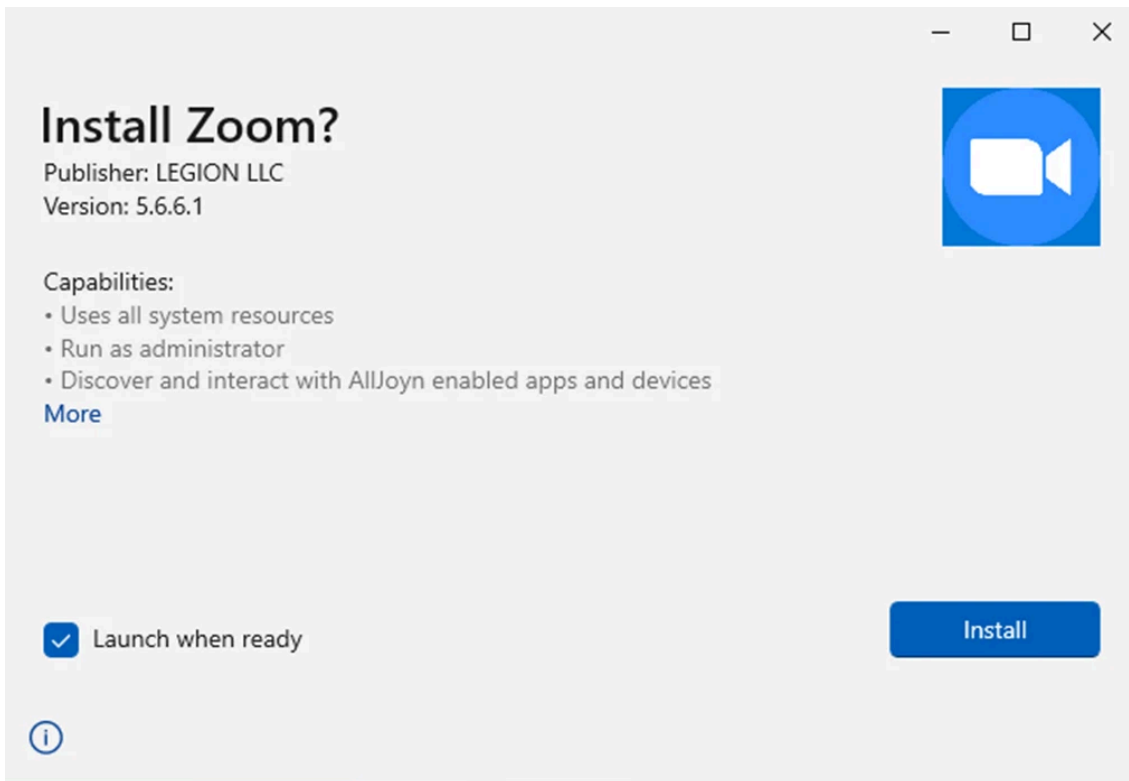 Install Zoom?
Publisher: LEGION LLC
Version: 5.6.6.1
Capabilities:
• Uses all system resources
• Run as administrator
• Discover and interact with AllJoyn enabled apps and devices
More
Launch when ready
Install